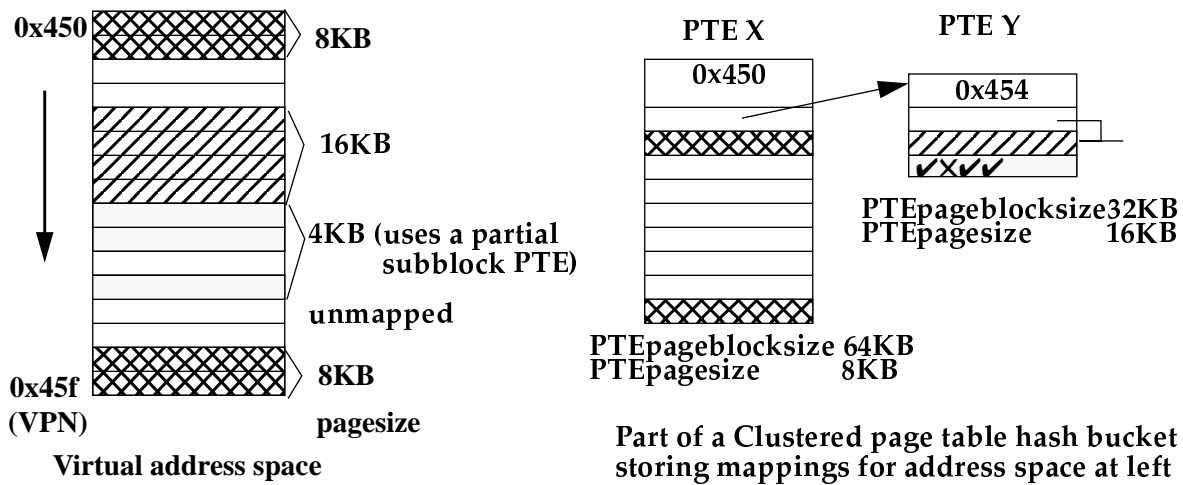 0x450
8KB
16KB
4KB (uses a partial
subblock PTE)
unmapped
8KB
0x45f
(VPN)
pagesize
Virtual address space
PTE X
0x450
PTEpageblocksize 64KB
PTEpagesize 8KB
PTE Y
0x454
✓×✓✓
PTEpageblocksize32KB
PTEpagesize 16KB
Part of a Clustered page table hash bucket
storing mappings for address space at left